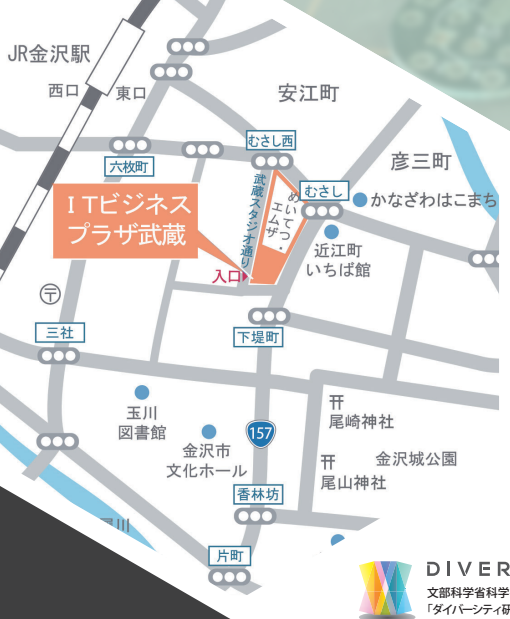 JR金沢駅
西口
東口
安江町
むさし西
六枚町
彦三町
むさし
かなざわはこまち
ITビジネス
プラザ武蔵
武蔵スタジオ通り
めいてつ・
エムザ
近江町
いちば館
入口
〒
三社
下堤町
玉川
図書館
157
尾崎神社
金沢市
文化ホール
金沢城公園
尾山神社
香林坊
片町
DIVER
文部科学省科学
「ダイバーシティ研